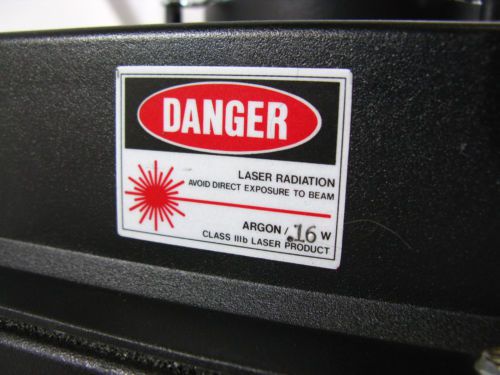 DANGER
LASER RADIATION
AVOID DIRECT EXPOSURE TO BEAM
ARGON / .16 W
CLASS IIIb LASER PRODUCT